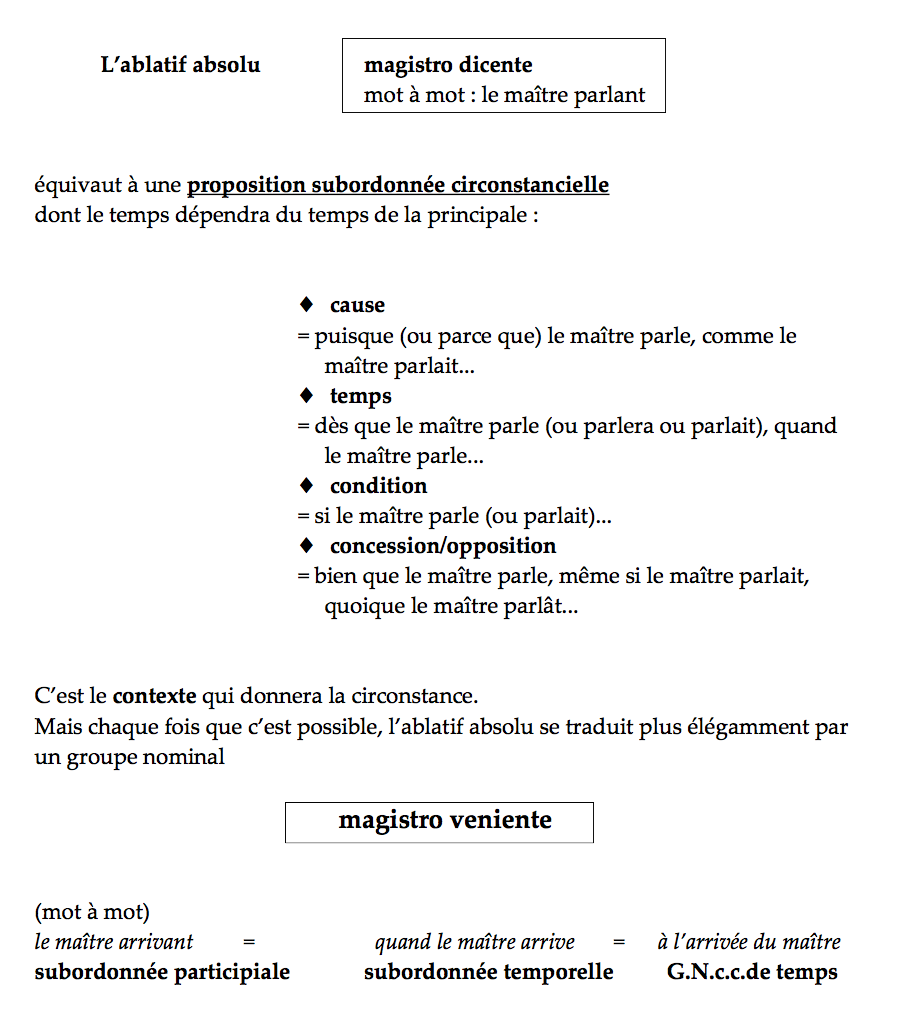 L’ablatif absolu
magistro dicente
mot à mot : le maître parlant
équivaut à une proposition subordonnée circonstancielle
dont le temps dépendra du temps de la principale :
♦ cause
= puisque (ou parce que) le maître parle, comme le
maître parlait...
♦ temps
= dès que le maître parle (ou parlera ou parlait), quand
le maître parle...
♦ condition
= si le maître parle (ou parlait)...
♦ concession/opposition
= bien que le maître parle, même si le maître parlait,
quoique le maître parlât...
C’est le contexte qui donnera la circonstance.
Mais chaque fois que c’est possible, l’ablatif absolu se traduit plus élégamment par
un groupe nominal
magistro veniente
(mot à mot)
le maître arrivant = quand le maître arrive = à l’arrivée du maître
subordonnée participiale subordonnée temporelle G.N.c.c.de temps